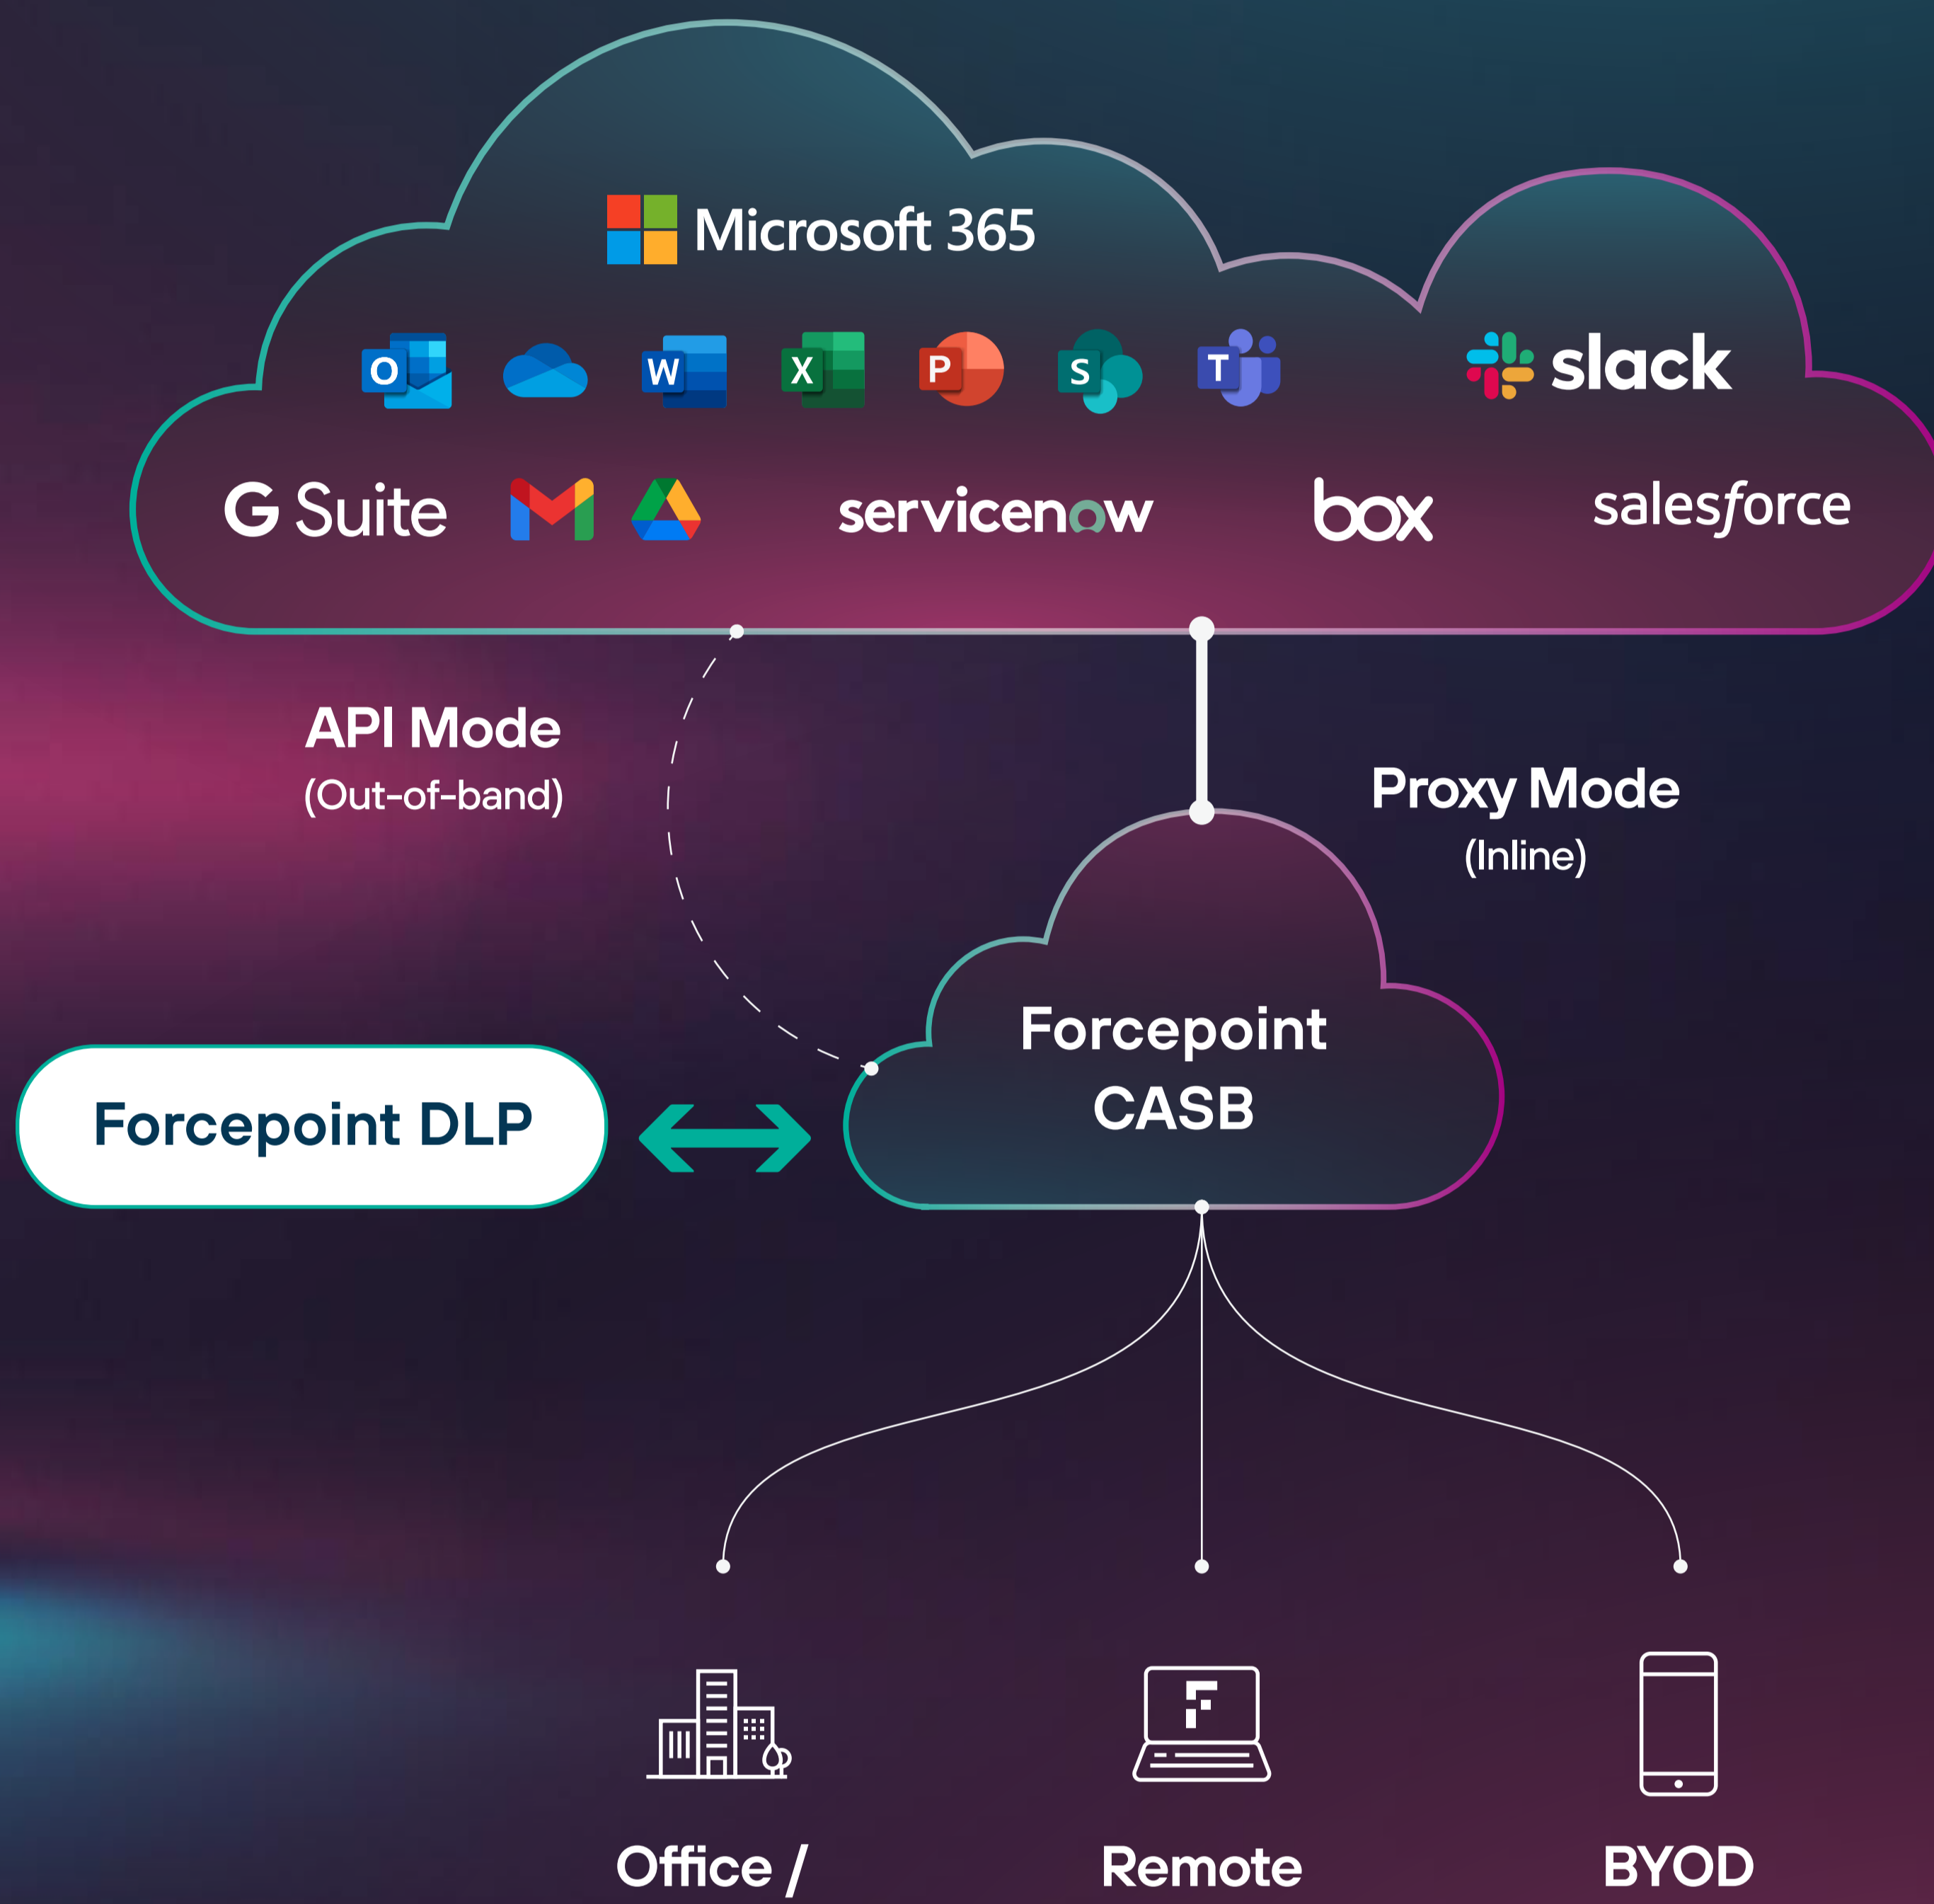 Microsoft 365
O
W
X
P
S
T
slack
G Suite
servicenow
box
salesforce
API Mode
(Out-of-band)
Proxy Mode
(Inline)
Forcepoint
CASB
Forcepoint DLP
Office /
Remote
BYOD